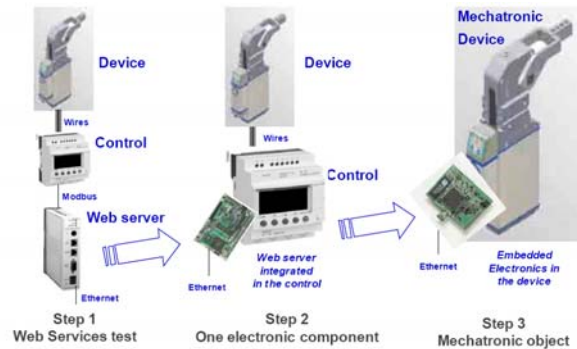 Device
Wires
Control
Modbus
Web server
Ethernet
Step 1
Web Services test
Device
Wires
Control
Web server
integrated
in the control
Ethernet
Step 2
One electronic component
Mechatronic
Device
Ethernet
Embedded
Electronics in
the device
Step 3
Mechatronic object